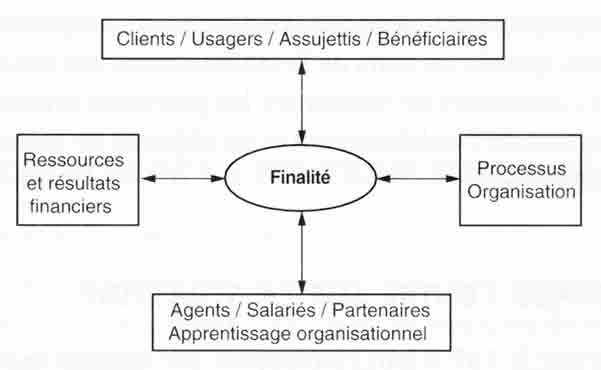 Clients / Usagers / Assujettis / Bénéficiaires
Ressources
et résultats
financiers
Finalité
Processus
Organisation
Agents / Salariés / Partenaires
Apprentissage organisationnel